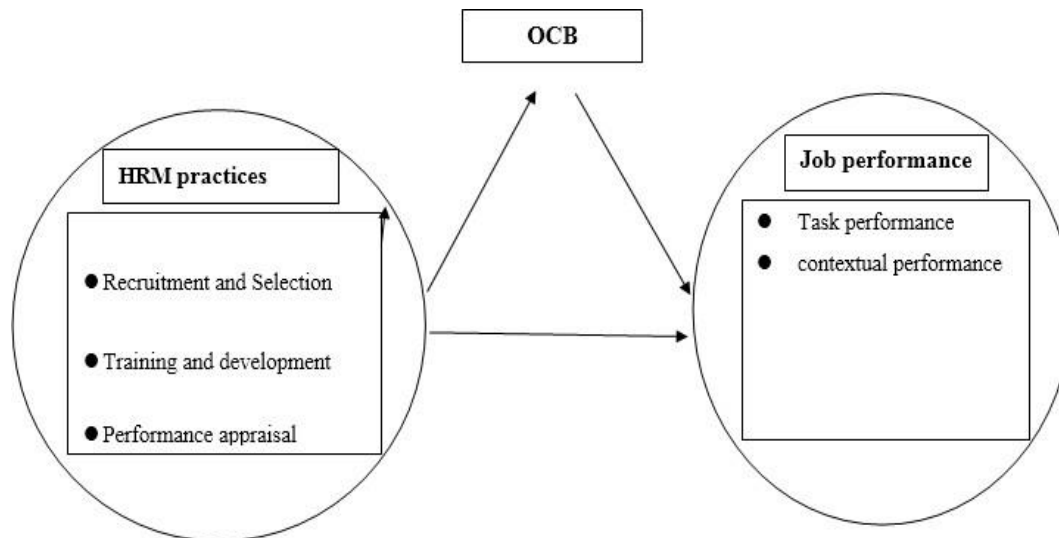 OCB
HRM practices
● Recruitment and Selection
● Training and development
● Performance appraisal
Job performance
● Task performance
● contextual performance